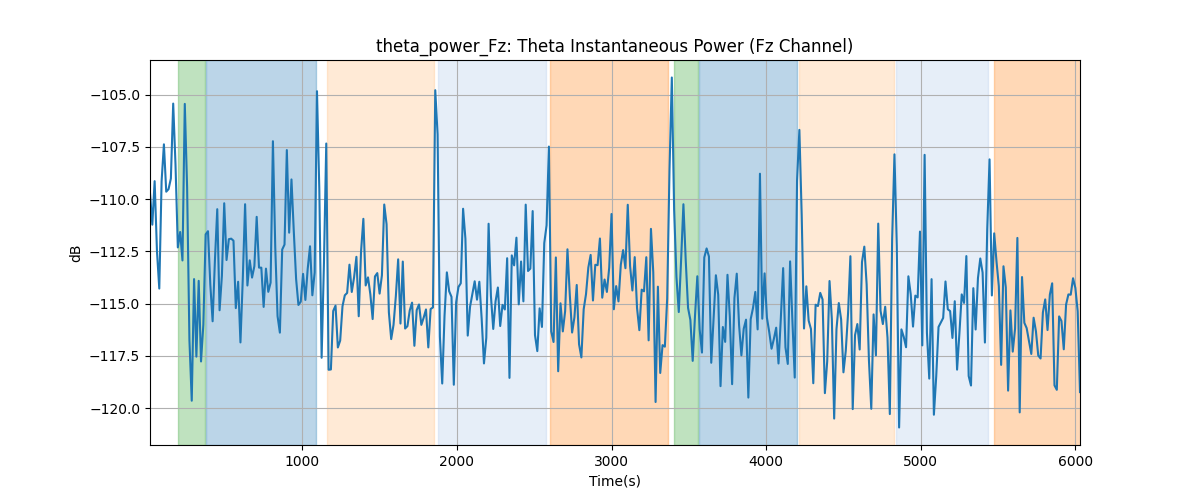 theta_power_Fz: Theta Instantaneous Power (Fz Channel)
dB
−105.0
−107.5
−110.0
−112.5
−115.0
−117.5
−120.0
1000 2000 3000 4000 5000 6000
Time(s)